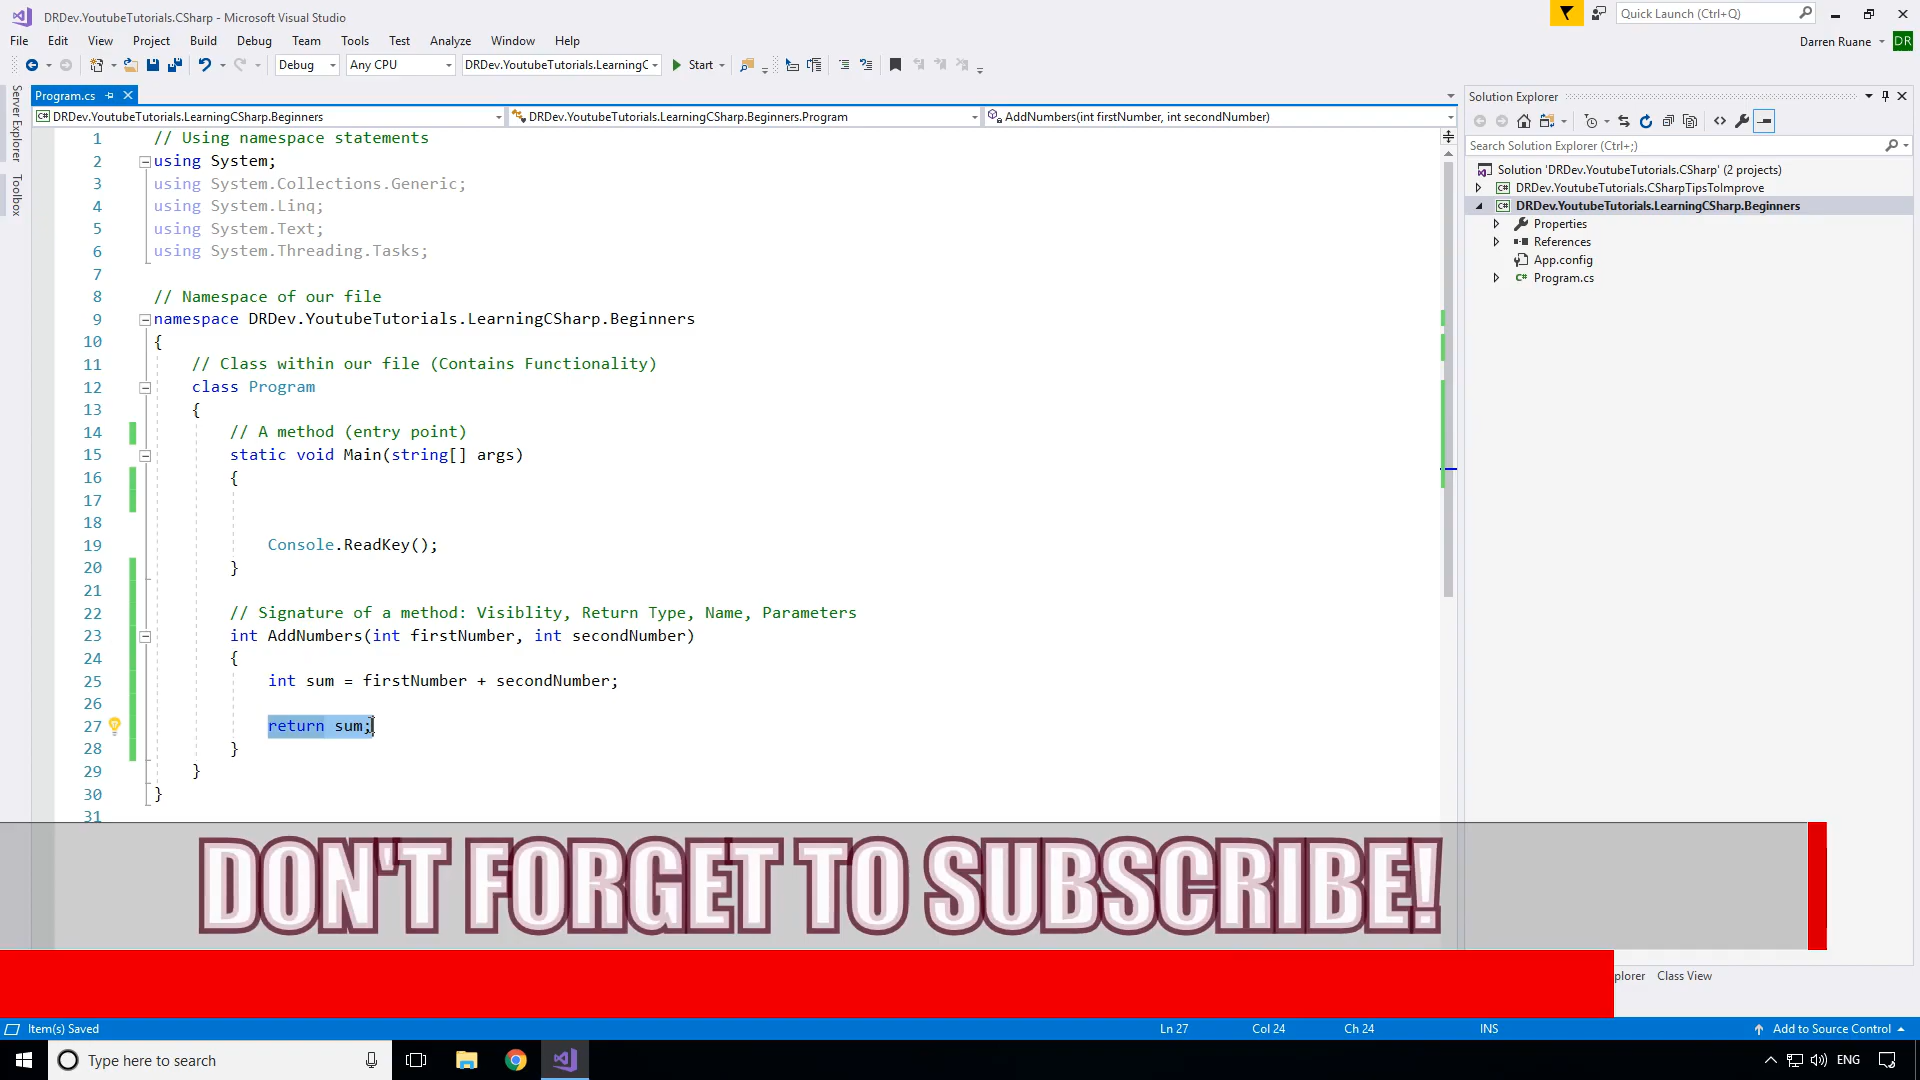 DRDev.YoutubeTutorials.CSharp - Microsoft Visual Studio
Quick Launch (Ctrl+Q)
File Edit View Project Build Debug Team Tools Test Analyze Window Help
Darren Ruane DR
Debug Any CPU DRDev.YoutubeTutorials.LearningC Start
Server Explorer
Toolbox
Program.cs
DRDev.YoutubeTutorials.LearningCSharp.Beginners
DRDev.YoutubeTutorials.LearningCSharp.Beginners.Program
AddNumbers(int firstNumber, int secondNumber)
1 // Using namespace statements
2 using System;
3 using System.Collections.Generic;
4 using System.Linq;
5 using System.Text;
6 using System.Threading.Tasks;
7
8 // Namespace of our file
9 namespace DRDev.YoutubeTutorials.LearningCSharp.Beginners
10 {
11 // Class within our file (Contains Functionality)
12 class Program
13 {
14 // A method (entry point)
15 static void Main(string[] args)
16 {
17
18
19 Console.ReadKey();
20 }
21
22 // Signature of a method: Visiblity, Return Type, Name, Parameters
23 int AddNumbers(int firstNumber, int secondNumber)
24 {
25 int sum = firstNumber + secondNumber;
26
27 return sum;
28 }
29 }
30 }
31
Solution Explorer
Search Solution Explorer (Ctrl+;)
Solution 'DRDev.YoutubeTutorials.CSharp' (2 projects)
C# DRDev.YoutubeTutorials.CSharpTipsToImprove
C# DRDev.YoutubeTutorials.LearningCSharp.Beginners
Properties
References
App.config
C# Program.cs
DON'T FORGET TO SUBSCRIBE!
plorer Class View
Item(s) Saved
Ln 27 Col 24 Ch 24 INS
Add to Source Control
Type here to search
ENG